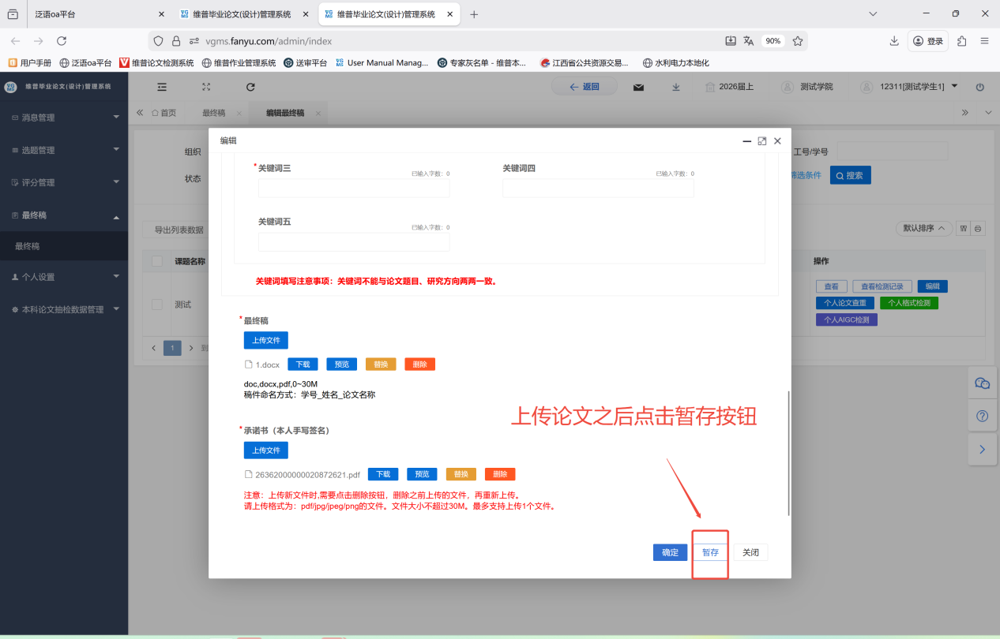 泛语oa平台
维普毕业论文(设计)管理系统
维普毕业论文(设计)管理系统
vgms.fanyu.com/admin/index
90%
登录
用户手册
泛语oa平台
维普论文检测系统
维普作业管理系统
送审平台
User Manual Manag...
专家灰名单 - 维普本...
江西省公共资源交易...
水利电力本地化
维普毕业论文(设计)管理系统
返回
2026届上
测试学院
12311[测试学生1]
首页
最终稿
编辑最终稿
消息管理
选题管理
评分管理
最终稿
最终稿
个人设置
本科论文抽检数据管理
组织
工号/学号
状态
筛选条件
搜索
导出列表数据
默认排序
课题名称
操作
测试
查看
查看检测记录
编辑
个人论文查重
个人格式检测
个人AIGC检测
1
到
编辑
*关键词三
已输入字数: 0
关键词四
已输入字数: 0
关键词五
已输入字数: 0
关键词填写注意事项：关键词不能与论文题目、研究方向两两一致。
*最终稿
上传文件
1.docx
下载
预览
替换
删除
doc,docx,pdf,0~30M
稿件命名方式：学号_姓名_论文名称
上传论文之后点击暂存按钮
*承诺书（本人手写签名）
上传文件
26362000000020872621.pdf
下载
预览
替换
删除
注意：上传新文件时,需要点击删除按钮，删除之前上传的文件，再重新上传。
请上传格式为：pdf/jpg/jpeg/png的文件。文件大小不超过30M。最多支持上传1个文件。
确定
暂存
关闭